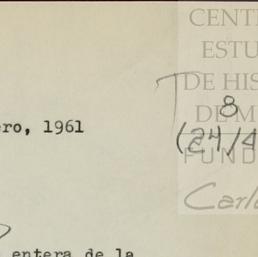 CENT
ESTU
DE HIS
DE M
FUND
8
(24/4
ero, 1961
Carl
entera de la